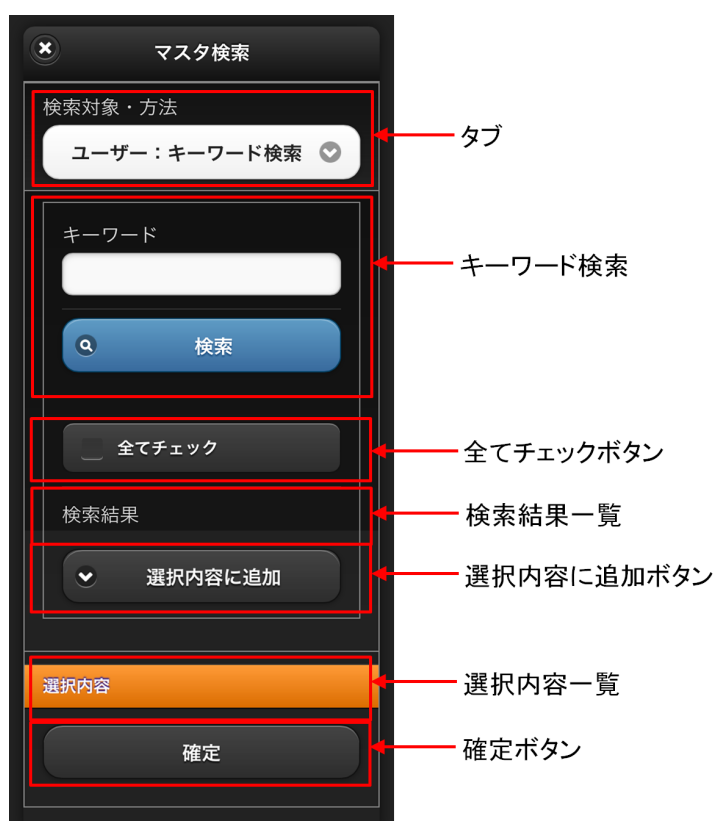 マスタ検索
検索対象・方法
タブ
ユーザー：キーワード検索
キーワード
キーワード検索
検索
全てチェック
全てチェックボタン
検索結果
検索結果一覧
選択内容に追加
選択内容に追加ボタン
選択内容
選択内容一覧
確定
確定ボタン